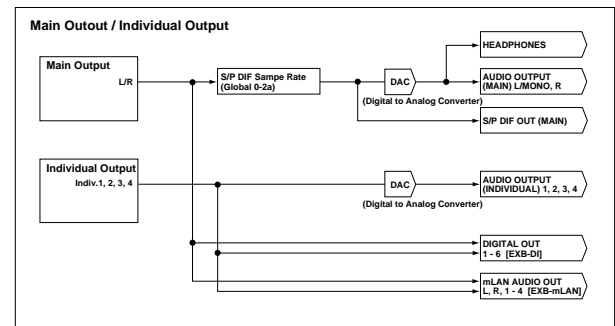 Main Outout / Individual Output
HEADPHONES
Main Output
L/R
S/P DIF Sampe Rate
(Global 0-2a)
DAC
(Digital to Analog Converter)
AUDIO OUTPUT
(MAIN) L/MONO, R
S/P DIF OUT (MAIN)
Individual Output
Indiv.1, 2, 3, 4
DAC
(Digital to Analog Converter)
AUDIO OUTPUT
(INDIVIDUAL) 1, 2, 3, 4
DIGITAL OUT
1 - 6 [EXB-DI]
mLAN AUDIO OUT
L, R, 1 - 4 [EXB-mLAN]